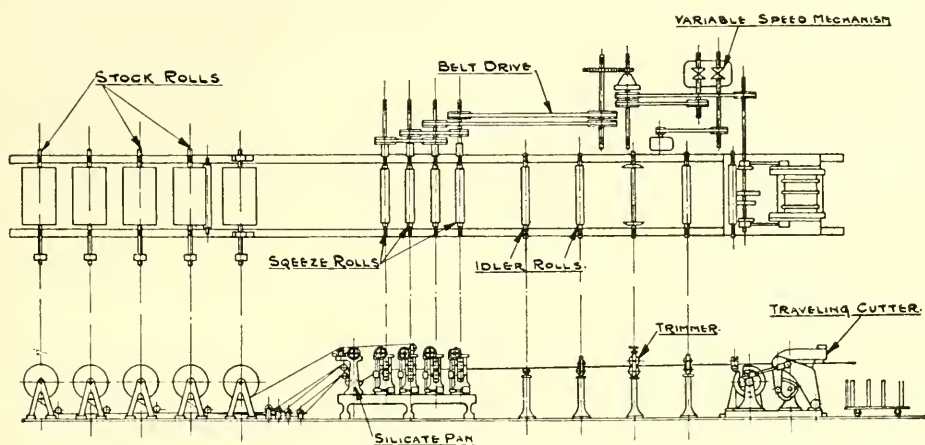 VARIABLE SPEED MECHANISM
BELT DRIVE
STOCK ROLLS
SQEEZE ROLLS
IDLER ROLLS.
TRAVELING CUTTER.
TRIMMER.
SILICATE PAN